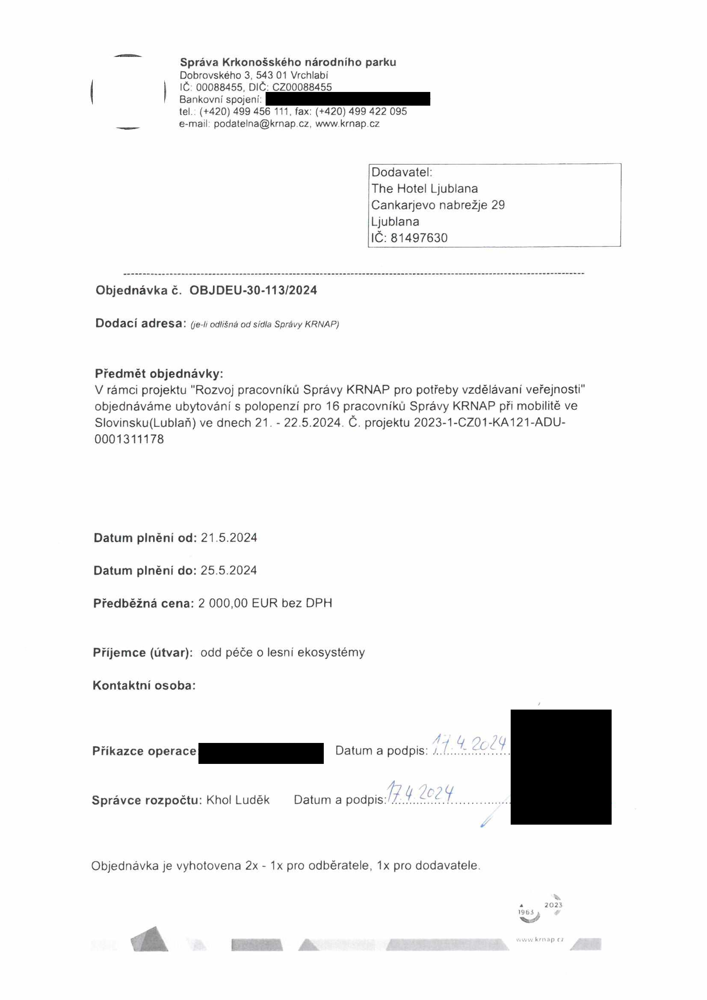 Správa Krkonošského národního parku
Dobrovského 3, 543 01 Vrchlabí
IČ: 00088455, DIČ: CZ00088455
Bankovní spojení:
tel.: (+420) 499 456 111, fax: (+420) 499 422 095
e-mail: podatelna@krnap.cz, www.krnap.cz
Dodavatel:
The Hotel Ljublana
Cankarjevo nabrežje 29
Ljublana
IČ: 81497630
Objednávka č. OBJDEU-30-113/2024
Dodací adresa: (je-li odlišná od sídla Správy KRNAP)
Předmět objednávky:
V rámci projektu "Rozvoj pracovníků Správy KRNAP pro potřeby vzdělávaní veřejnosti"
objednáváme ubytování s polopenzí pro 16 pracovníků Správy KRNAP při mobilitě ve
Slovinsku(Lublaň) ve dnech 21. - 22.5.2024. Č. projektu 2023-1-CZ01-KA121-ADU-
0001311178
Datum plnění od: 21.5.2024
Datum plnění do: 25.5.2024
Předběžná cena: 2 000,00 EUR bez DPH
Příjemce (útvar): odd péče o lesní ekosystémy
Kontaktní osoba:
Příkazce operace Datum a podpis: 17.4.2024
Správce rozpočtu: Khol Luděk Datum a podpis: 17.4.2024
Objednávka je vyhotovena 2x - 1x pro odběratele, 1x pro dodavatele.
2023
1963
www.krnap.cz